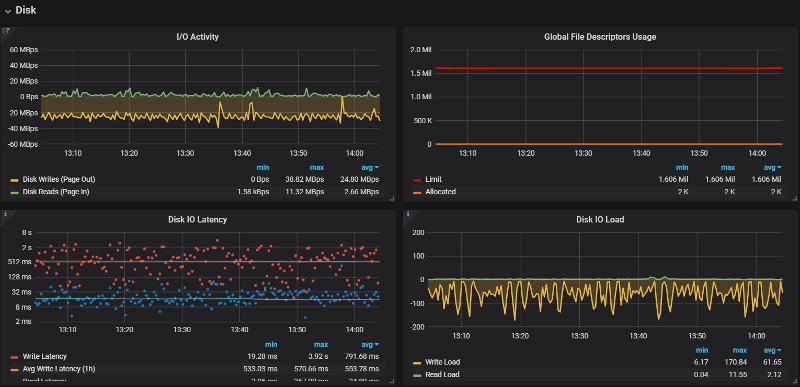 Disk
I/O Activity
60 MBps
40 MBps
20 MBps
0 Bps
20 MBps
-40 MBps
-60 MBps
13:10 13:20 13:30 13:40 13:50 14:00
min max avg
Disk Writes (Page Out) 0 Bps 38.82 MBps 24.80 MBps
Disk Reads (Page In) 1.58 kBps 11.32 MBps 2.66 MBps
Global File Descriptors Usage
2.0 Mil
1.5 Mil
1.0 Mil
500 K
0
13:10 13:20 13:30 13:40 13:50 14:00
min max avg
Limit 1.606 Mil 1.606 Mil 1.606 Mil
Allocated 2 K 2 K 2 K
Disk IO Latency
8 s
2 s
512 ms
128 ms
32 ms
8 ms
2 ms
13:10 13:20 13:30 13:40 13:50 14:00
min max avg
Write Latency 19.28 ms 3.92 s 791.68 ms
Avg Write Latency (1h) 533.03 ms 570.66 ms 553.78 ms
Read Latency
Disk IO Load
200
100
0
-100
-200
13:10 13:20 13:30 13:40 13:50 14:00
min max avg
Write Load 6.17 170.84 61.65
Read Load 0.04 11.55 2.12